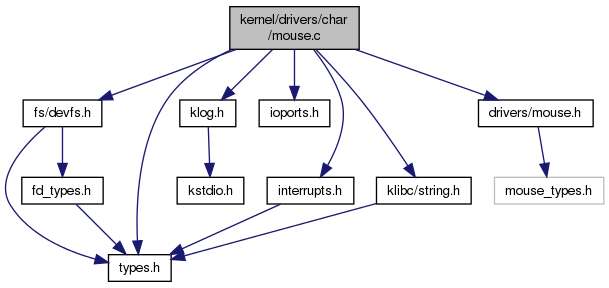 kernel/drivers/char
/mouse.c
fs/devfs.h
klog.h
ioports.h
drivers/mouse.h
fd_types.h
kstdio.h
interrupts.h
klibc/string.h
mouse_types.h
types.h